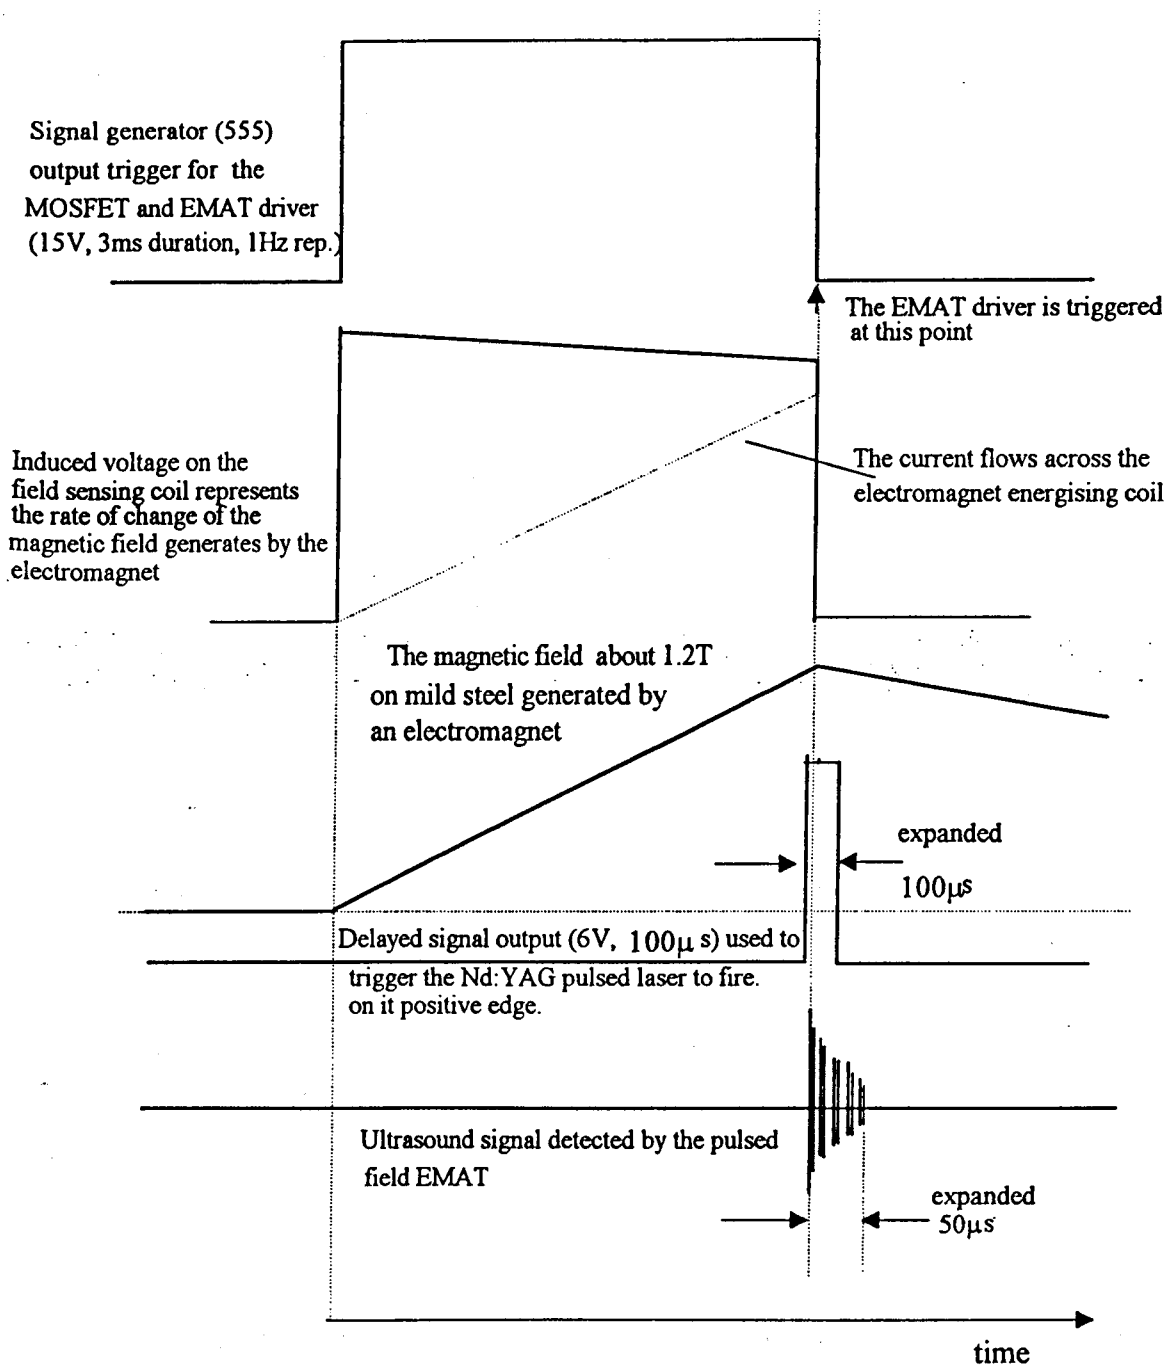 Signal generator (555)
output trigger for the
MOSFET and EMAT driver
(15V, 3ms duration, 1Hz rep.)
The EMAT driver is triggered
at this point
Induced voltage on the
field sensing coil represents
the rate of change of the
magnetic field generates by the
electromagnet
The current flows across the
electromagnet energising coil
The magnetic field about 1.2T
on mild steel generated by
an electromagnet
expanded
100μs
Delayed signal output (6V, 100μ s) used to
trigger the Nd:YAG pulsed laser to fire.
on it positive edge.
Ultrasound signal detected by the pulsed
field EMAT
expanded
50μs
time